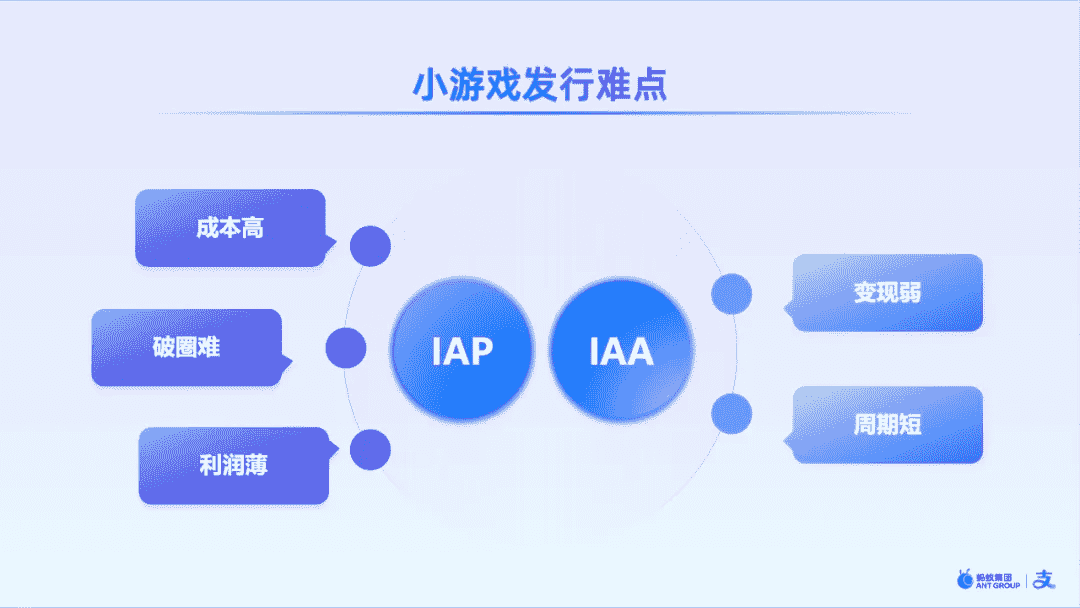 小游戏发行难点
成本高
破圈难
利润薄
IAP
IAA
变现弱
周期短
蚂蚁集团
ANT GROUP
支